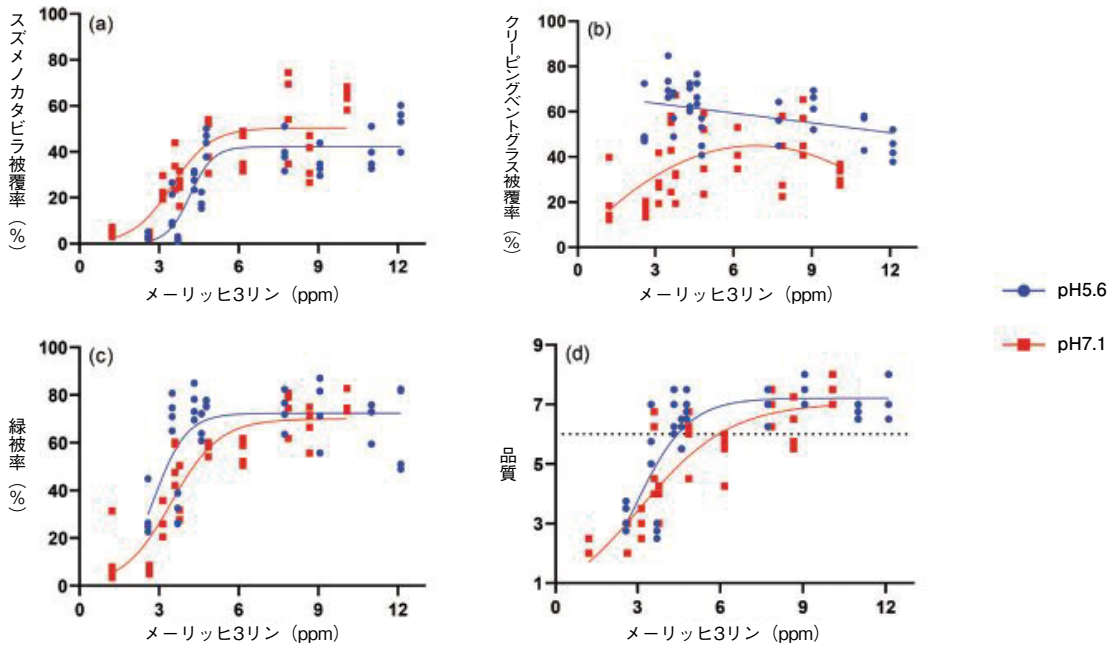 (a)
スズメノカタビラ被覆率（%）
100
80
60
40
20
0
0 3 6 9 12
メーリッヒ3リン（ppm）
(b)
クリーピングベントグラス被覆率（%）
100
80
60
40
20
0
0 3 6 9 12
メーリッヒ3リン（ppm）
pH5.6
pH7.1
(c)
緑被率（%）
100
80
60
40
20
0
0 3 6 9 12
メーリッヒ3リン（ppm）
(d)
品質
9
7
5
3
1
0 3 6 9 12
メーリッヒ3リン（ppm）